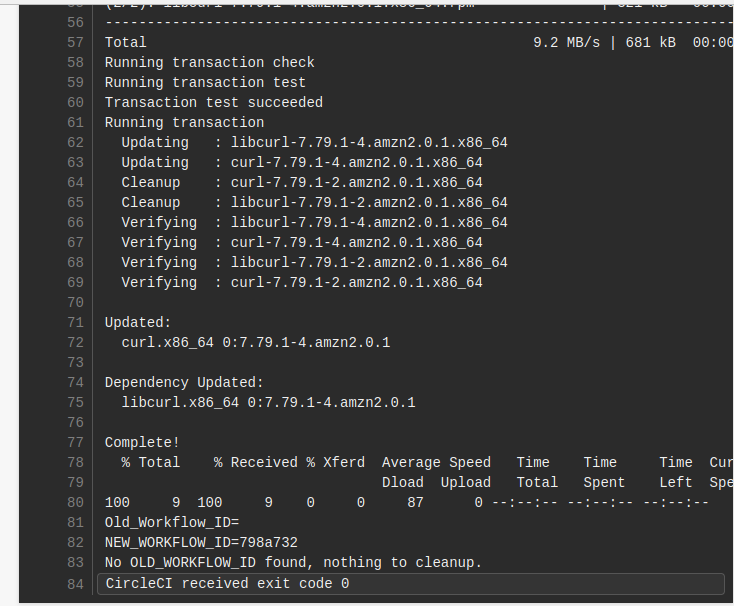 56 --------------------------------------------------------------------------
57 Total 9.2 MB/s | 681 kB 00:00
58 Running transaction check
59 Running transaction test
60 Transaction test succeeded
61 Running transaction
62 Updating : libcurl-7.79.1-4.amzn2.0.1.x86_64
63 Updating : curl-7.79.1-4.amzn2.0.1.x86_64
64 Cleanup : curl-7.79.1-2.amzn2.0.1.x86_64
65 Cleanup : libcurl-7.79.1-2.amzn2.0.1.x86_64
66 Verifying : libcurl-7.79.1-4.amzn2.0.1.x86_64
67 Verifying : curl-7.79.1-4.amzn2.0.1.x86_64
68 Verifying : libcurl-7.79.1-2.amzn2.0.1.x86_64
69 Verifying : curl-7.79.1-2.amzn2.0.1.x86_64
70
71 Updated:
72 curl.x86_64 0:7.79.1-4.amzn2.0.1
73
74 Dependency Updated:
75 libcurl.x86_64 0:7.79.1-4.amzn2.0.1
76
77 Complete!
78 % Total % Received % Xferd Average Speed Time Time Time Cur
79 Dload Upload Total Spent Left Spe
80 100 9 100 9 0 0 87 0 --:--:-- --:--:-- --:--:--
81 Old_Workflow_ID=
82 NEW_WORKFLOW_ID=798a732
83 No OLD_WORKFLOW_ID found, nothing to cleanup.
84 CircleCI received exit code 0